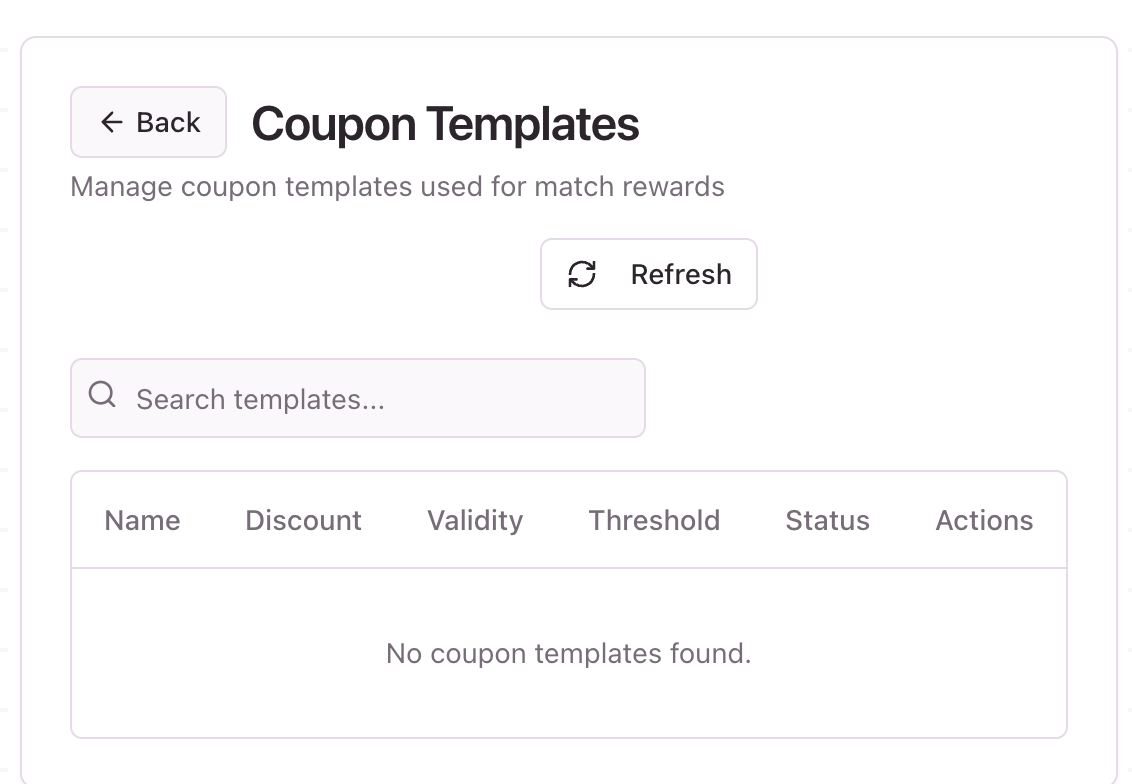 Back Coupon Templates
Manage coupon templates used for match rewards
Refresh
Search templates...
Name Discount Validity Threshold Status Actions
No coupon templates found.